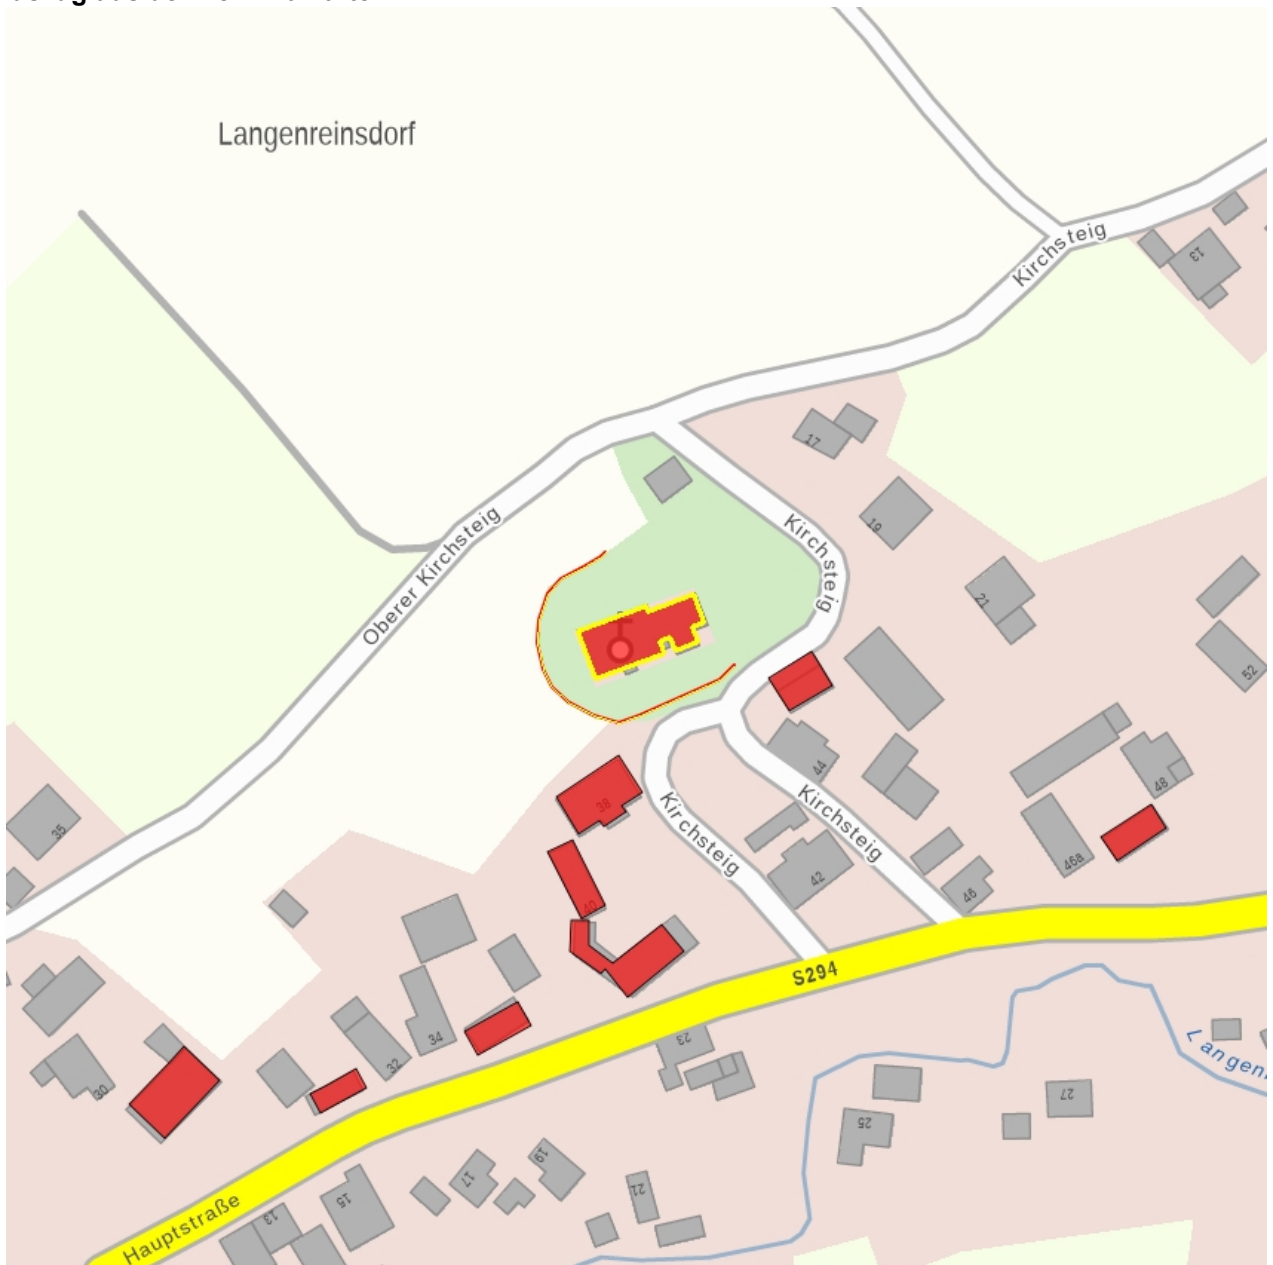 Langenreinsdorf
Kirchsteig
13
17
19
Kirchsteig
Oberer Kirchsteig
21
52
44
48
38
Kirchsteig
Kirchsteig
35
46a
42
46
40
S294
34
32
30
23
Langen
27
25
19
17
21
15
13
Hauptstraße